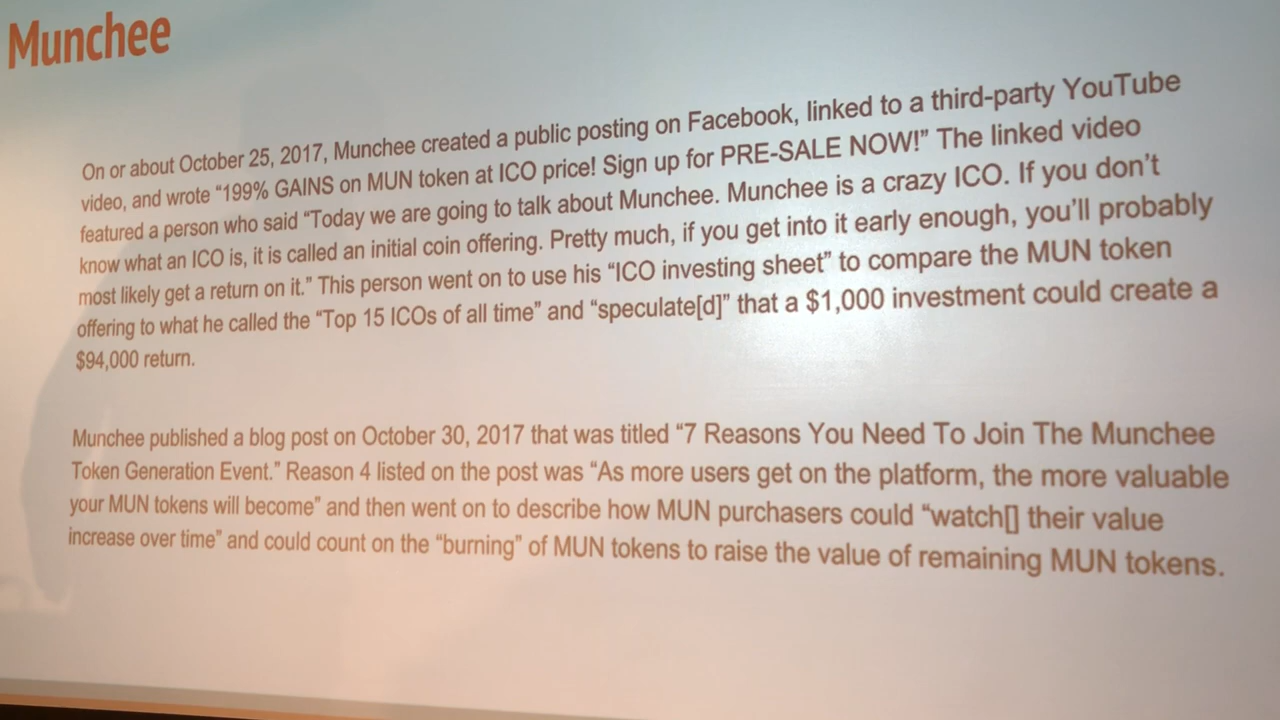 Munchee
On or about October 25, 2017, Munchee created a public posting on Facebook, linked to a third-party YouTube
video, and wrote “199% GAINS on MUN token at ICO price! Sign up for PRE-SALE NOW!” The linked video
featured a person who said “Today we are going to talk about Munchee. Munchee is a crazy ICO. If you don’t
know what an ICO is, it is called an initial coin offering. Pretty much, if you get into it early enough, you’ll probably
most likely get a return on it.” This person went on to use his “ICO investing sheet” to compare the MUN token
offering to what he called the “Top 15 ICOs of all time” and “speculate[d]” that a $1,000 investment could create a
$94,000 return.
Munchee published a blog post on October 30, 2017 that was titled “7 Reasons You Need To Join The Munchee
Token Generation Event.” Reason 4 listed on the post was “As more users get on the platform, the more valuable
your MUN tokens will become” and then went on to describe how MUN purchasers could “watch[] their value
increase over time” and could count on the “burning” of MUN tokens to raise the value of remaining MUN tokens.